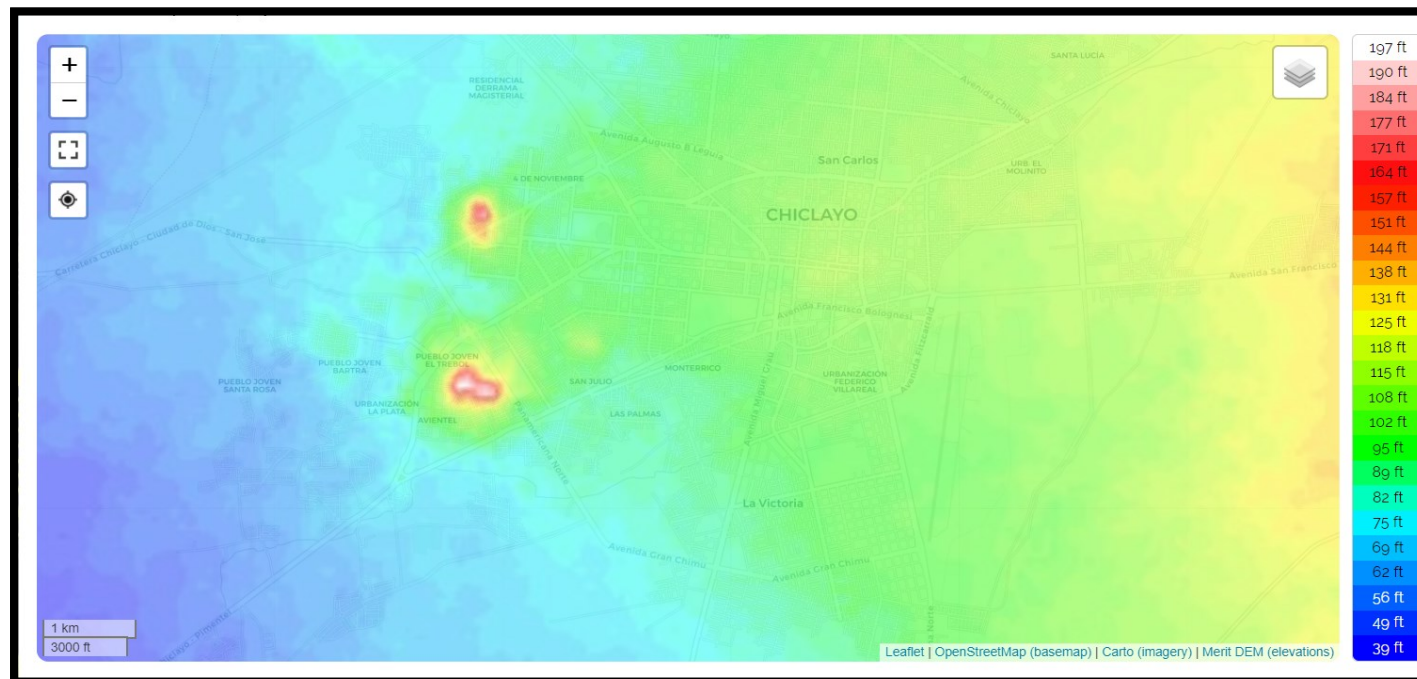 +
−
SANTA LUCIA
RESIDENCIAL
DERRAMA
MAGISTERIAL
Avenida Chiclayo
Avenida Augusto B Leguia
San Carlos
URB. EL
MOLINITO
4 DE NOVIEMBRE
CHICLAYO
Carretera Chiclayo - Ciudad de Dios - San José
Avenida San Francisco
Avenida Francisco Bolognesi
Avenida Fitzcarrald
PUEBLO JOVEN
EL TREBOL
PUEBLO JOVEN
BARTRA
PUEBLO JOVEN
SANTA ROSA
SAN JULIO
MONTERRICO
Avenida Miguel Grau
URBANIZACIÓN
FEDERICO
VILLAREAL
URBANIZACIÓN
LA PLATA
AVIENTEL
Panamericana Norte
LAS PALMAS
La Victoria
Avenida Gran Chimu
Avenida Gran Chimu
Chiclayo - Pimentel
1 km
3000 ft
Leaflet | OpenStreetMap (basemap) | Carto (imagery) | Merit DEM (elevations)
197 ft
190 ft
184 ft
177 ft
171 ft
164 ft
157 ft
151 ft
144 ft
138 ft
131 ft
125 ft
118 ft
115 ft
108 ft
102 ft
95 ft
89 ft
82 ft
75 ft
69 ft
62 ft
56 ft
49 ft
39 ft